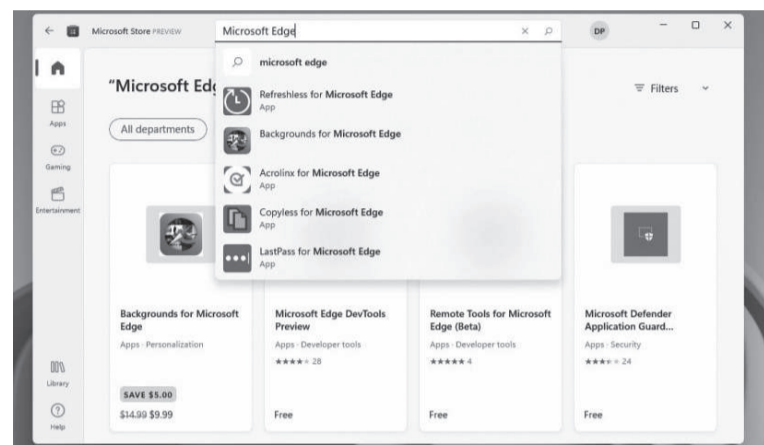 Microsoft Store PREVIEW
Microsoft Edge
DP
microsoft edge
Refreshless for Microsoft Edge
App
Backgrounds for Microsoft Edge
Acrolinx for Microsoft Edge
App
Copyless for Microsoft Edge
App
LastPass for Microsoft Edge
App
"Microsoft Edg
Filters
All departments
Apps
Gaming
Entertainment
Library
Help
Backgrounds for Microsoft
Edge
Apps · Personalization
SAVE $5.00
$14.99 $9.99
Microsoft Edge DevTools
Preview
Apps · Developer tools
28
Free
Remote Tools for Microsoft
Edge (Beta)
Apps · Developer tools
4
Free
Microsoft Defender
Application Guard...
Apps · Security
24
Free